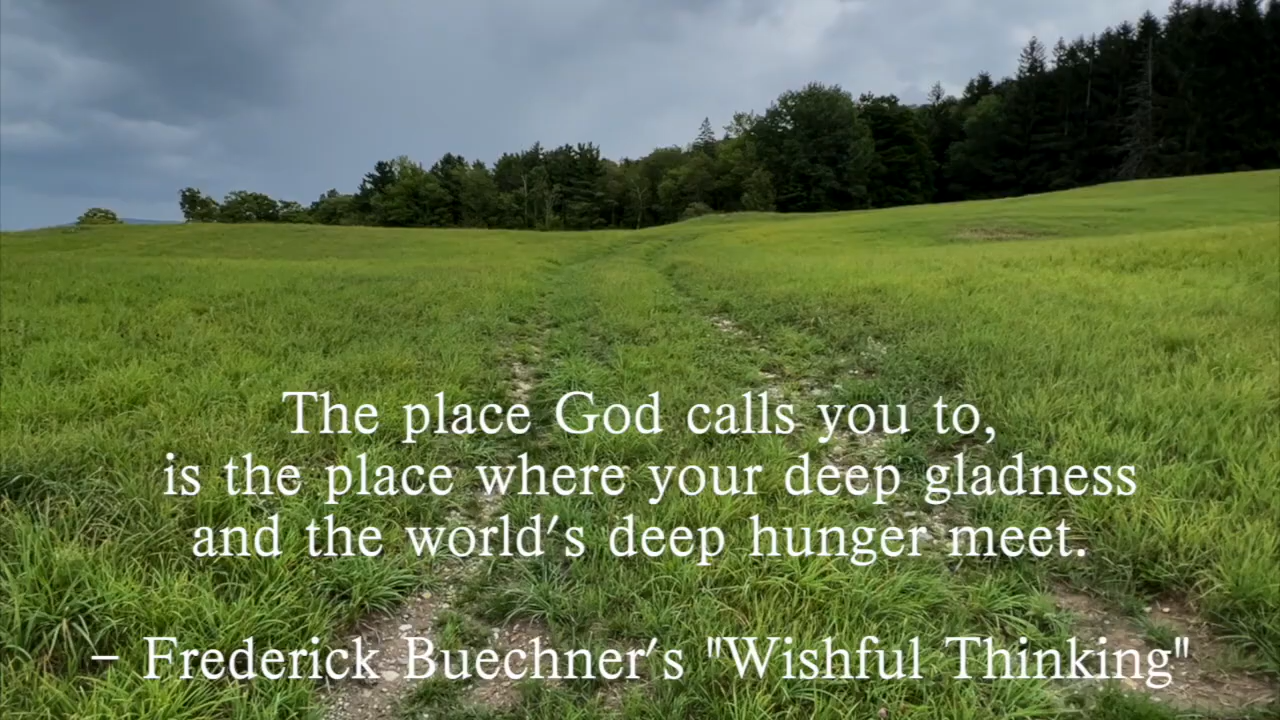 The place God calls you to,
is the place where your deep gladness
and the world's deep hunger meet.
– Frederick Buechner's "Wishful Thinking"